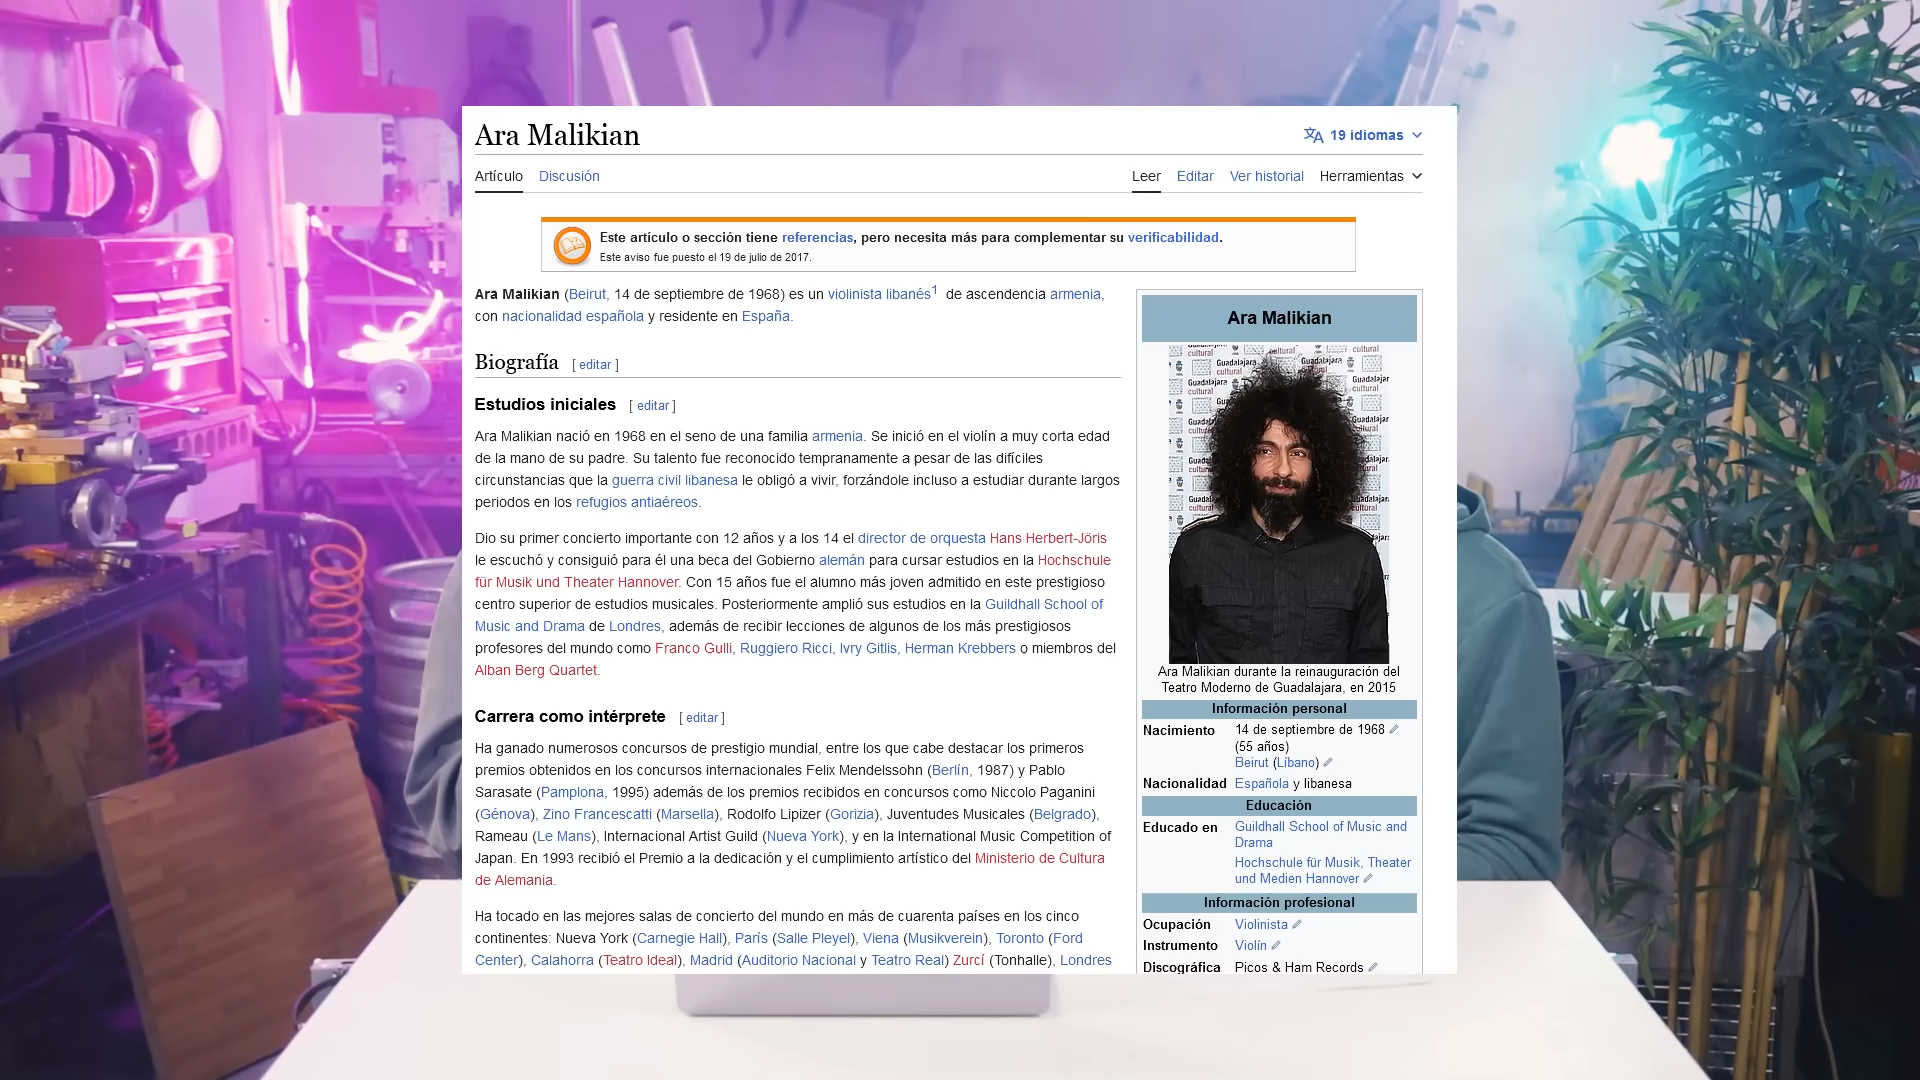 Ara Malikian
19 idiomas
Artículo Discusión
Leer Editar Ver historial Herramientas
Este artículo o sección tiene referencias, pero necesita más para complementar su verificabilidad.
Este aviso fue puesto el 19 de julio de 2017.
Ara Malikian (Beirut, 14 de septiembre de 1968) es un violinista libanés1 de ascendencia armenia,
con nacionalidad española y residente en España.
Biografía [ editar ]
Estudios iniciales [ editar ]
Ara Malikian nació en 1968 en el seno de una familia armenia. Se inició en el violín a muy corta edad
de la mano de su padre. Su talento fue reconocido tempranamente a pesar de las difíciles
circunstancias que la guerra civil libanesa le obligó a vivir, forzándole incluso a estudiar durante largos
periodos en los refugios antiaéreos.
Dio su primer concierto importante con 12 años y a los 14 el director de orquesta Hans Herbert-Jöris
le escuchó y consiguió para él una beca del Gobierno alemán para cursar estudios en la Hochschule
für Musik und Theater Hannover. Con 15 años fue el alumno más joven admitido en este prestigioso
centro superior de estudios musicales. Posteriormente amplió sus estudios en la Guildhall School of
Music and Drama de Londres, además de recibir lecciones de algunos de los más prestigiosos
profesores del mundo como Franco Gulli, Ruggiero Ricci, Ivry Gitlis, Herman Krebbers o miembros del
Alban Berg Quartet.
Carrera como intérprete [ editar ]
Ha ganado numerosos concursos de prestigio mundial, entre los que cabe destacar los primeros
premios obtenidos en los concursos internacionales Felix Mendelssohn (Berlín, 1987) y Pablo
Sarasate (Pamplona, 1995) además de los premios recibidos en concursos como Niccolo Paganini
(Génova), Zino Francescatti (Marsella), Rodolfo Lipizer (Gorizia), Juventudes Musicales (Belgrado),
Rameau (Le Mans), Internacional Artist Guild (Nueva York), y en la International Music Competition of
Japan. En 1993 recibió el Premio a la dedicación y el cumplimiento artístico del Ministerio de Cultura
de Alemania.
Ha tocado en las mejores salas de concierto del mundo en más de cuarenta países en los cinco
continentes: Nueva York (Carnegie Hall), París (Salle Pleyel), Viena (Musikverein), Toronto (Ford
Center), Calahorra (Teatro Ideal), Madrid (Auditorio Nacional y Teatro Real) Zurcí (Tonhalle), Londres
Ara Malikian
Guadalajara
cultural
Ara Malikian durante la reinauguración del
Teatro Moderno de Guadalajara, en 2015
Información personal
Nacimiento 14 de septiembre de 1968
(55 años)
Beirut (Líbano)
Nacionalidad Española y libanesa
Educación
Educado en Guildhall School of Music and
Drama
Hochschule für Musik, Theater
und Medien Hannover
Información profesional
Ocupación Violinista
Instrumento Violín
Discográfica Picos & Ham Records